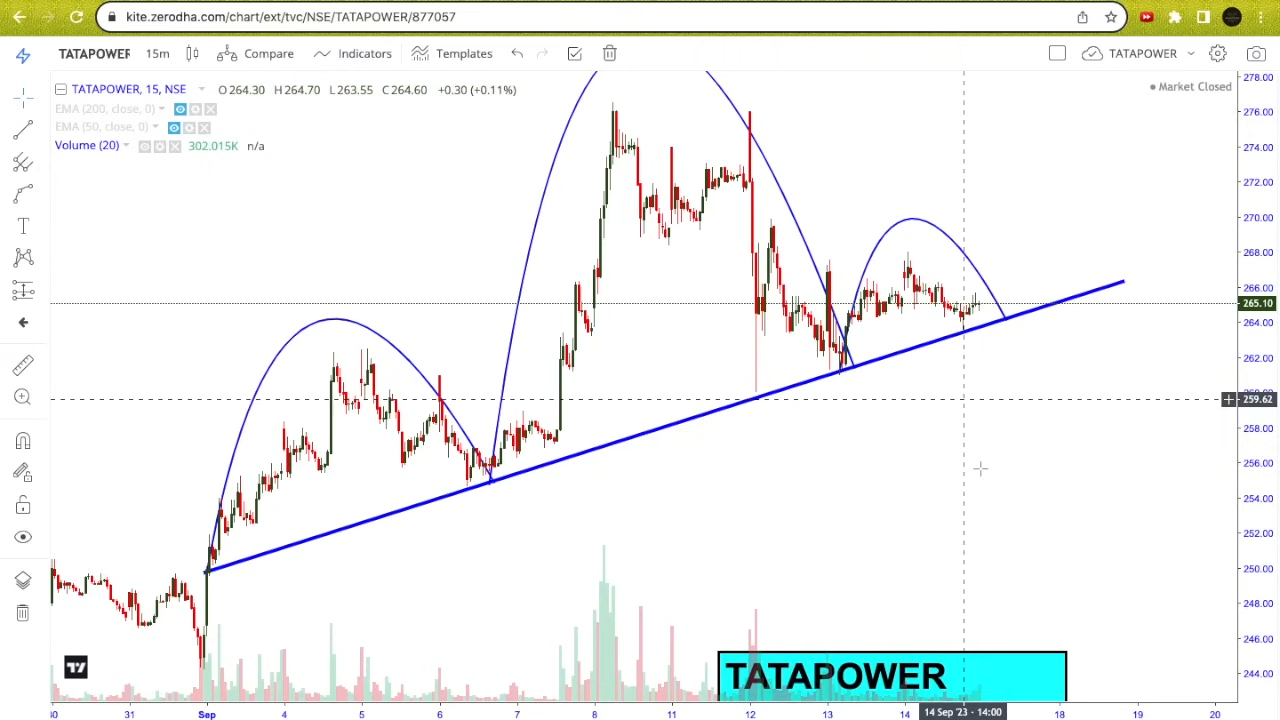 kite.zerodha.com/chart/ext/tvc/NSE/TATAPOWER/877057
TATAPOWER 15m Compare Indicators Templates TATAPOWER
TATAPOWER, 15, NSE O 264.30 H 264.70 L 263.55 C 264.60 +0.30 (+0.11%) Market Closed
EMA (200, close, 0)
EMA (50, close, 0)
Volume (20) 302.015K n/a
278.00
276.00
274.00
272.00
270.00
268.00
266.00
265.10
264.00
262.00
259.62
258.00
256.00
254.00
252.00
250.00
248.00
246.00
244.00
TATAPOWER
31 Sep 4 5 6 7 8 11 12 13 14 14 Sep '23 - 14:00 18 19 20